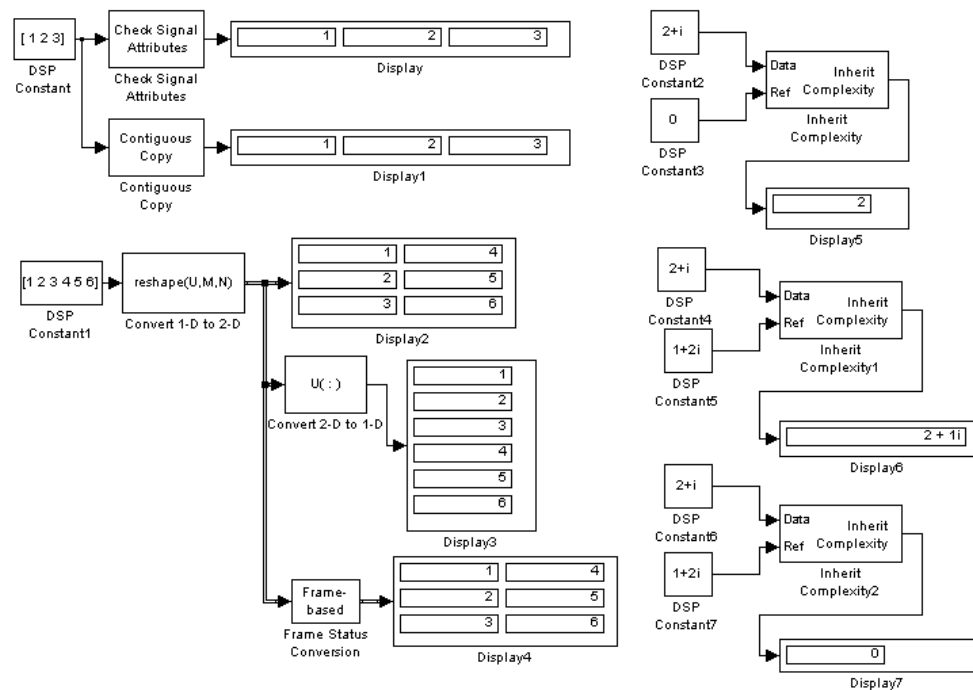 [1 2 3]
DSP
Constant
Check Signal
Attributes
Check Signal
Attributes
1 2 3
Display
Contiguous
Copy
Contiguous
Copy
1 2 3
Display1
[1 2 3 4 5 6]
DSP
Constant1
reshape(U,M,N)
Convert 1-D to 2-D
1 4
2 5
3 6
Display2
U( : )
Convert 2-D to 1-D
1
2
3
4
5
6
Display3
Frame-
based
Frame Status
Conversion
1 4
2 5
3 6
Display4
2+i
DSP
Constant2
0
DSP
Constant3
Data
Ref
Inherit
Complexity
Inherit
Complexity
2
Display5
2+i
DSP
Constant4
1+2i
DSP
Constant5
Data
Ref
Inherit
Complexity
Inherit
Complexity1
2 + 1i
Display6
2+i
DSP
Constant6
1+2i
DSP
Constant7
Data
Ref
Inherit
Complexity
Inherit
Complexity2
0
Display7